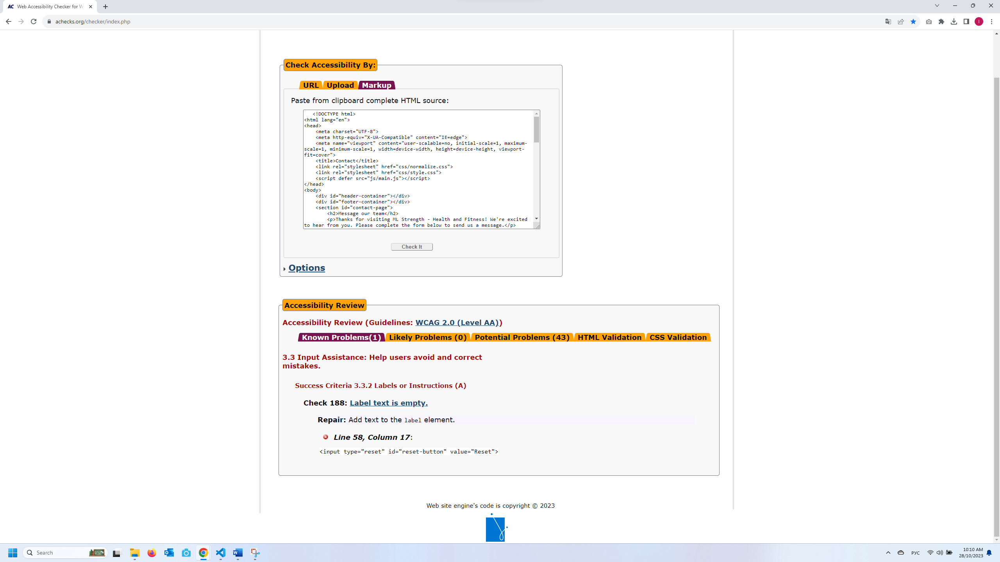 AC Web Accessibility Checker for W
achecks.org/checker/index.php
Check Accessibility By:
URL Upload Markup
Paste from clipboard complete HTML source:
<!DOCTYPE html>
<html lang="en">
<head>
<meta charset="UTF-8">
<meta http-equiv="X-UA-Compatible" content="IE=edge">
<meta name="viewport" content="user-scalable=no, initial-scale=1, maximum-
scale=1, minimum-scale=1, width=device-width, height=device-height, viewport-
fit=cover">
<title>Contact</title>
<link rel="stylesheet" href="css/normalize.css">
<link rel="stylesheet" href="css/style.css">
<script defer src="js/main.js"></script>
</head>
<body>
<div id="header-container"></div>
<div id="footer-container"></div>
<section id="contact-page">
<h2>Message our team</h2>
<p>Thanks for visiting ML Strength - Health and Fitness! We're excited
to hear from you. Please complete the form below to send us a message.</p>
Check It
Options
Accessibility Review
Accessibility Review (Guidelines: WCAG 2.0 (Level AA))
Known Problems(1) Likely Problems (0) Potential Problems (43) HTML Validation CSS Validation
3.3 Input Assistance: Help users avoid and correct
mistakes.
Success Criteria 3.3.2 Labels or Instructions (A)
Check 188: Label text is empty.
Repair: Add text to the label element.
Line 58, Column 17:
<input type="reset" id="reset-button" value="Reset">
Web site engine's code is copyright © 2023
Search
РУС
10:10 AM
28/10/2023